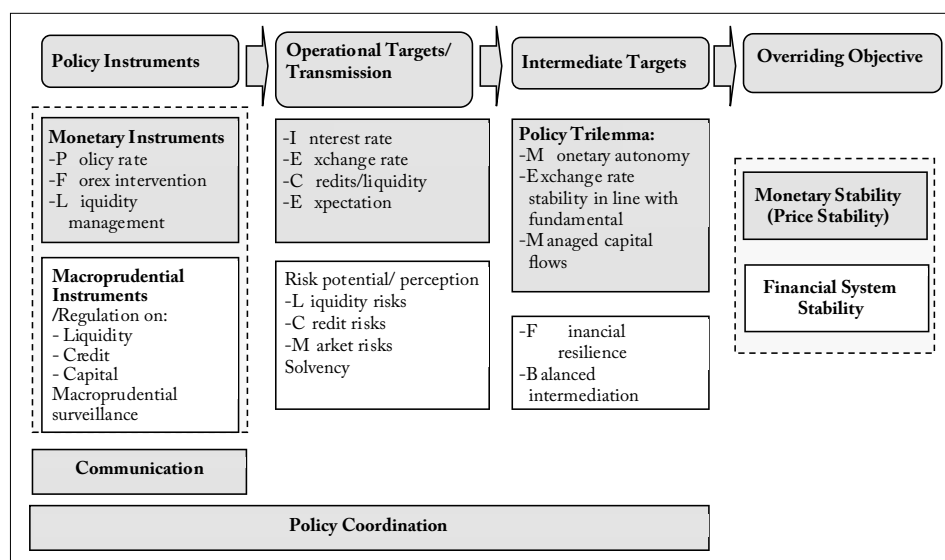 Policy Instruments
Operational Targets/
Transmission
Intermediate Targets
Overriding Objective
Monetary Instruments
-P olicy rate
-F orex intervention
-L iquidity
management
Macroprudential
Instruments
/Regulation on:
- Liquidity
- Credit
- Capital
Macroprudential
surveillance
-I nterest rate
-E xchange rate
-C redits/liquidity
-E xpectation
Risk potential/ perception
-L iquidity risks
-C redit risks
-M arket risks
Solvency
Policy Trilemma:
-M onetary autonomy
-E xchange rate
stability in line with
fundamental
-M anaged capital
flows
-F inancial
resilience
-B alanced
intermediation
Monetary Stability
(Price Stability)
Financial System
Stability
Communication
Policy Coordination